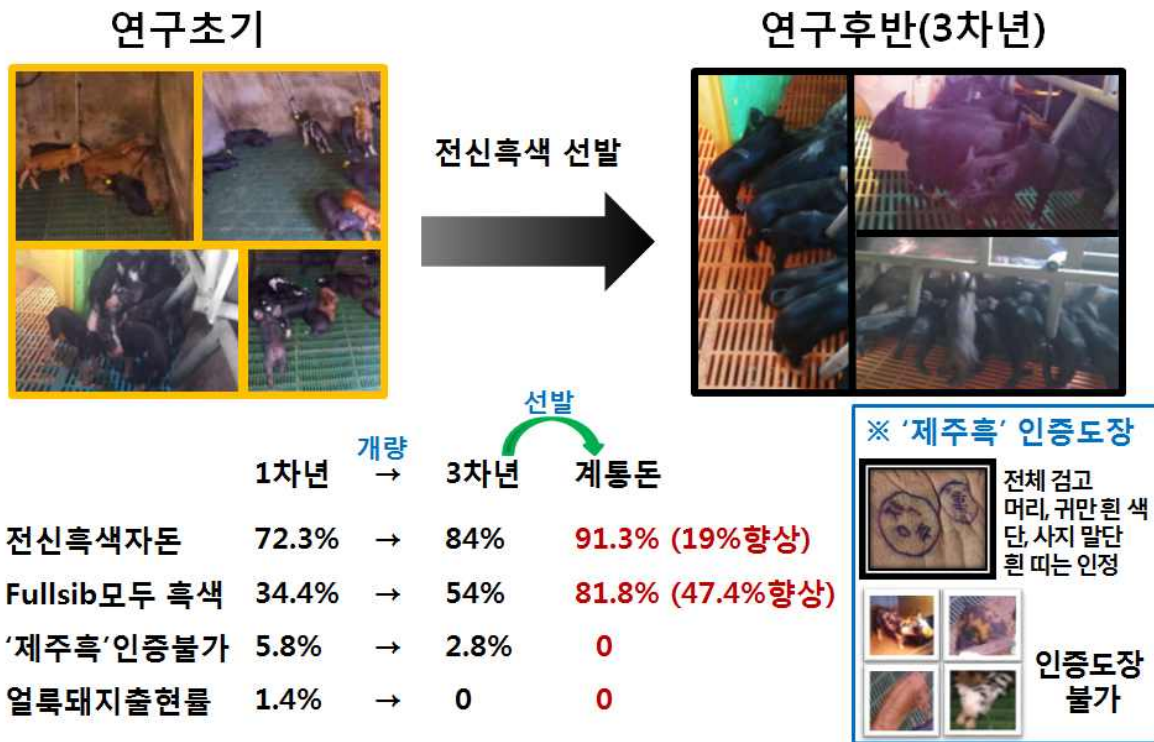 연구초기
연구후반(3차년)
전신흑색 선발
선발
개량
1차년 → 3차년 계통돈
전신흑색자돈 72.3% → 84% 91.3% (19%향상)
Fullsib모두 흑색 34.4% → 54% 81.8% (47.4%향상)
‘제주흑’인증불가 5.8% → 2.8% 0
얼룩돼지출현률 1.4% → 0 0
※ ‘제주흑’ 인증도장
전체 검고
머리, 귀만 흰 색
단, 사지 말단
흰 띠는 인정
인증도장
불가